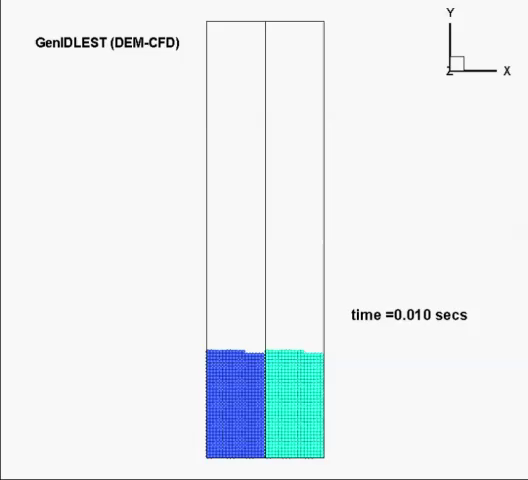 Y
GenIDLEST (DEM-CFD)
Z
X
time =0.010 secs